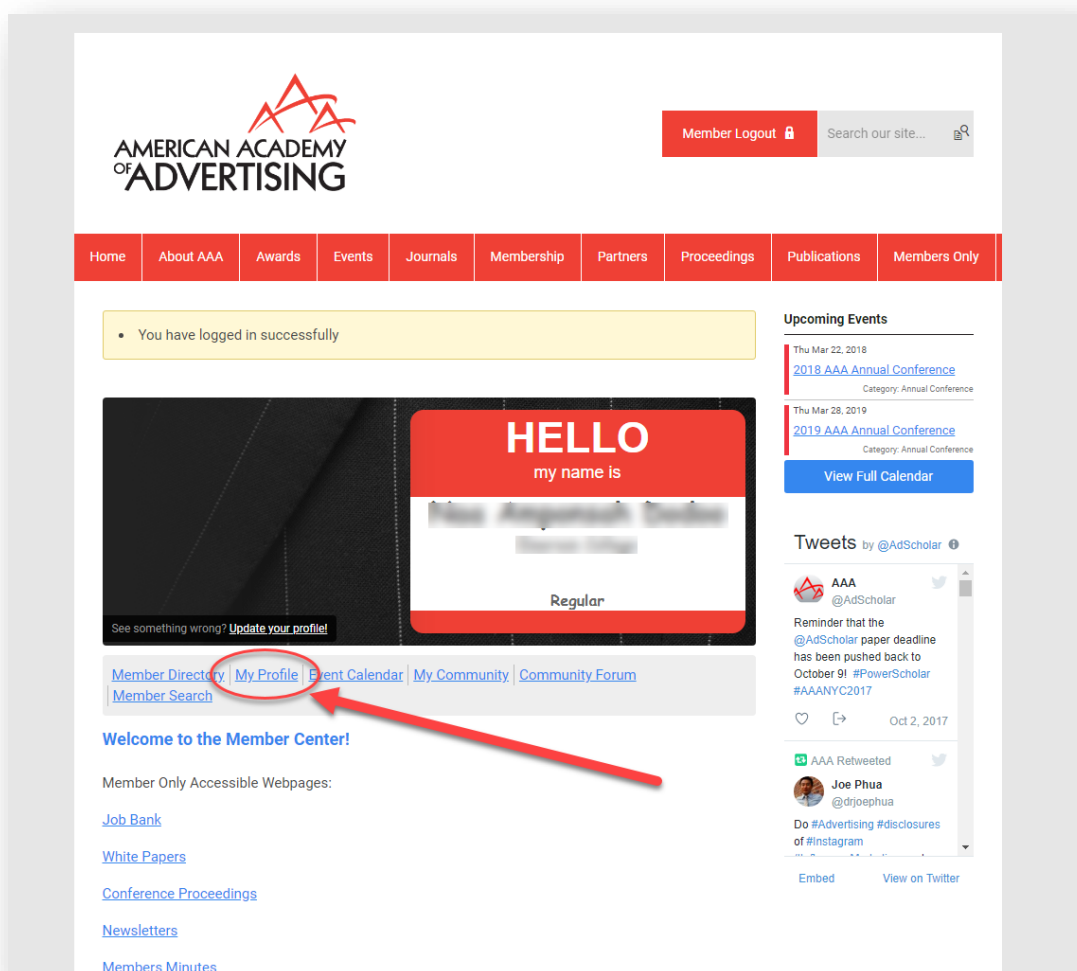 AMERICAN ACADEMY
OF ADVERTISING
Member Logout
Search our site...
Home
About AAA
Awards
Events
Journals
Membership
Partners
Proceedings
Publications
Members Only
You have logged in successfully
HELLO
my name is
Regular
See something wrong? Update your profile!
Member Directory
My Profile
Event Calendar
My Community
Community Forum
Member Search
Welcome to the Member Center!
Member Only Accessible Webpages:
Job Bank
White Papers
Conference Proceedings
Newsletters
Members Minutes
Upcoming Events
Thu Mar 22, 2018
2018 AAA Annual Conference
Category: Annual Conference
Thu Mar 28, 2019
2019 AAA Annual Conference
Category: Annual Conference
View Full Calendar
Tweets by @AdScholar
AAA
@AdScholar
Reminder that the
@AdScholar paper deadline
has been pushed back to
October 9! #PowerScholar
#AAANYC2017
Oct 2, 2017
AAA Retweeted
Joe Phua
@drjoephua
Do #Advertising #disclosures
of #Instagram
Embed
View on Twitter